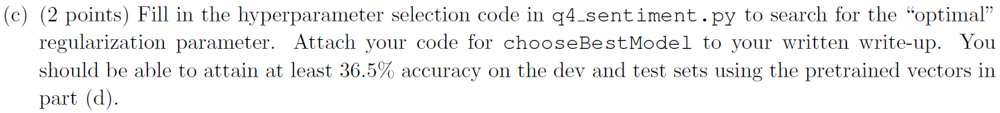 (c) (2 points) Fill in the hyperparameter selection code in q4_sentiment.py to search for the “optimal”
regularization parameter. Attach your code for chooseBestModel to your written write-up. You
should be able to attain at least 36.5% accuracy on the dev and test sets using the pretrained vectors in
part (d).